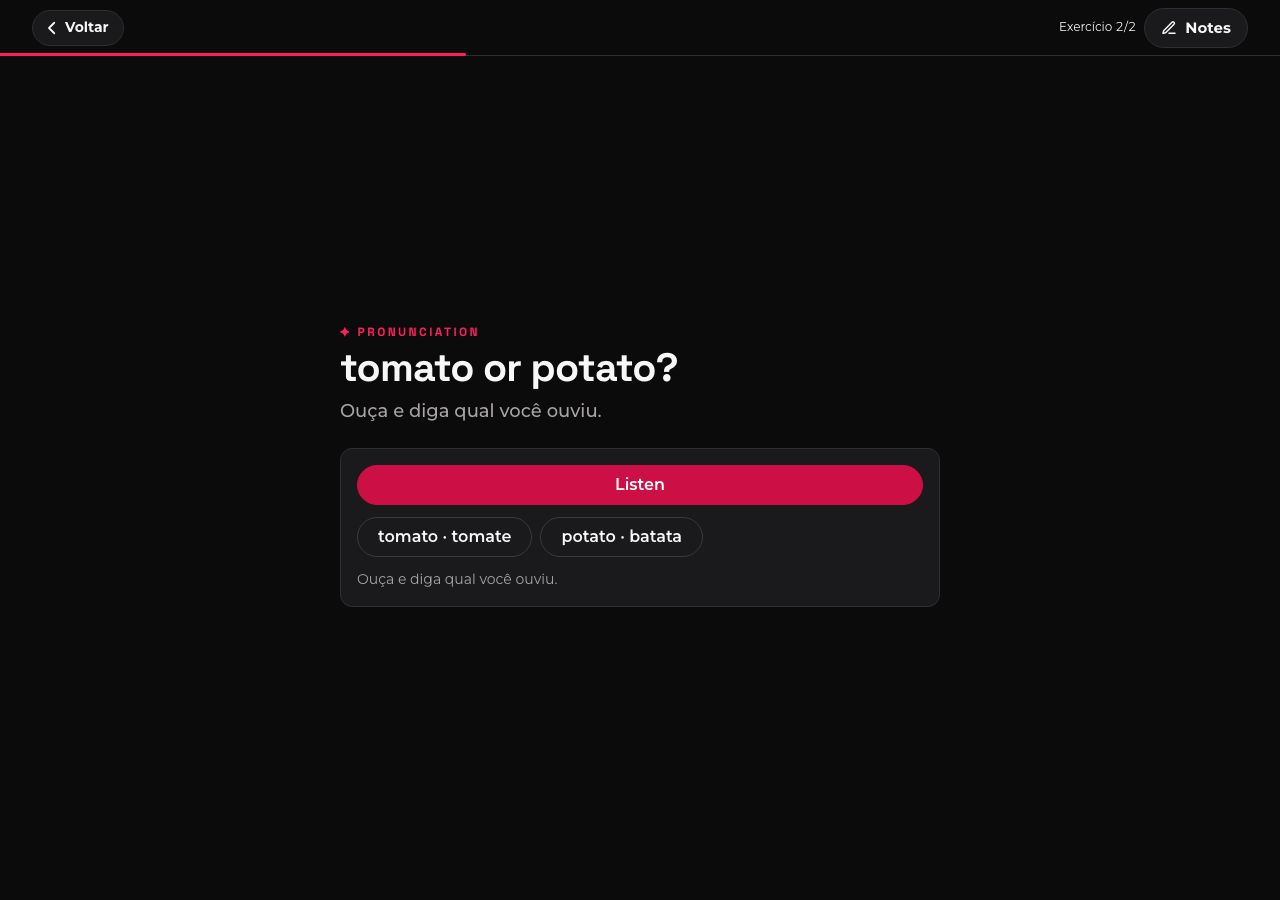 Voltar
Exercício 2/2
Notes
PRONUNCIATION
tomato or potato?
Ouça e diga qual você ouviu.
Listen
tomato · tomate
potato · batata
Ouça e diga qual você ouviu.